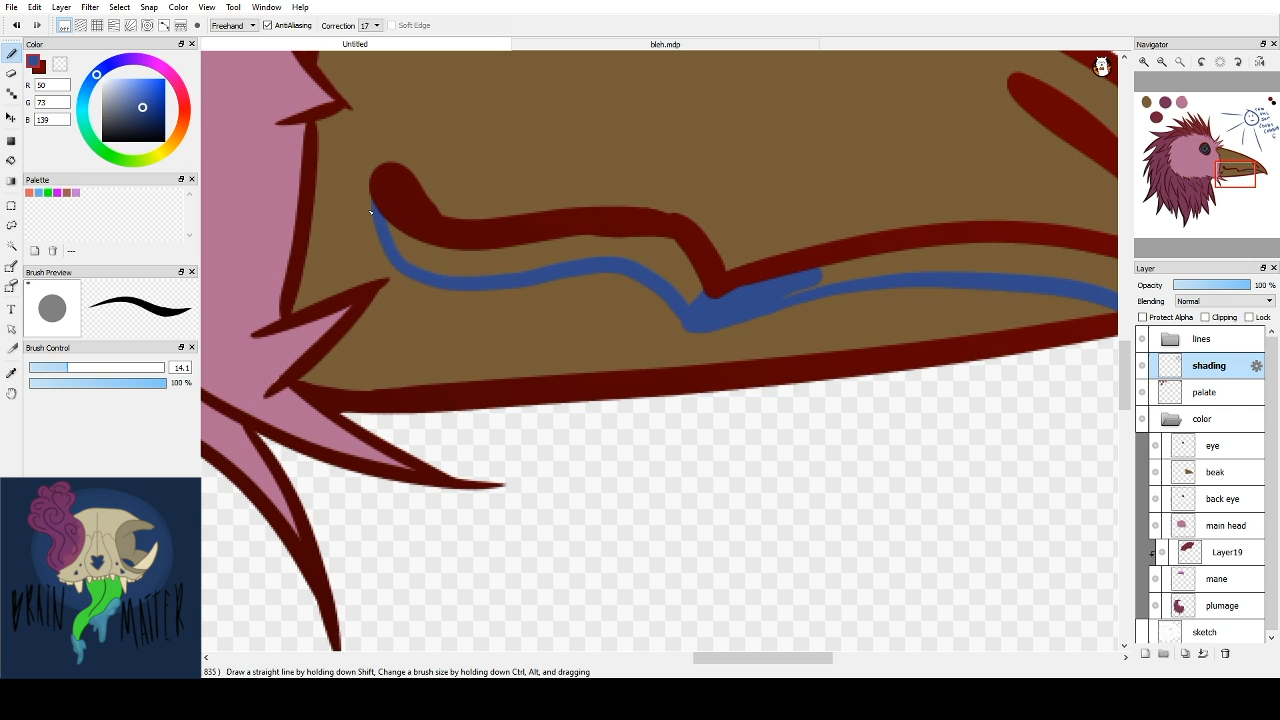 File Edit Layer Filter Select Snap Color View Tool Window Help
OFF Freehand AntiAliasing Correction 17 Soft Edge
Color
R 50
G 73
B 139
Palette
---
Brush Preview
Brush Control
14.1
100 %
BRAIN MATTER
Untitled bleh.mdp
835 ) Draw a straight line by holding down Shift, Change a brush size by holding down Ctrl, Alt, and dragging
Navigator
Layer
Opacity 100 %
Blending Normal
Protect Alpha Clipping Lock
lines
shading
palate
color
eye
beak
back eye
main head
Layer19
mane
plumage
sketch